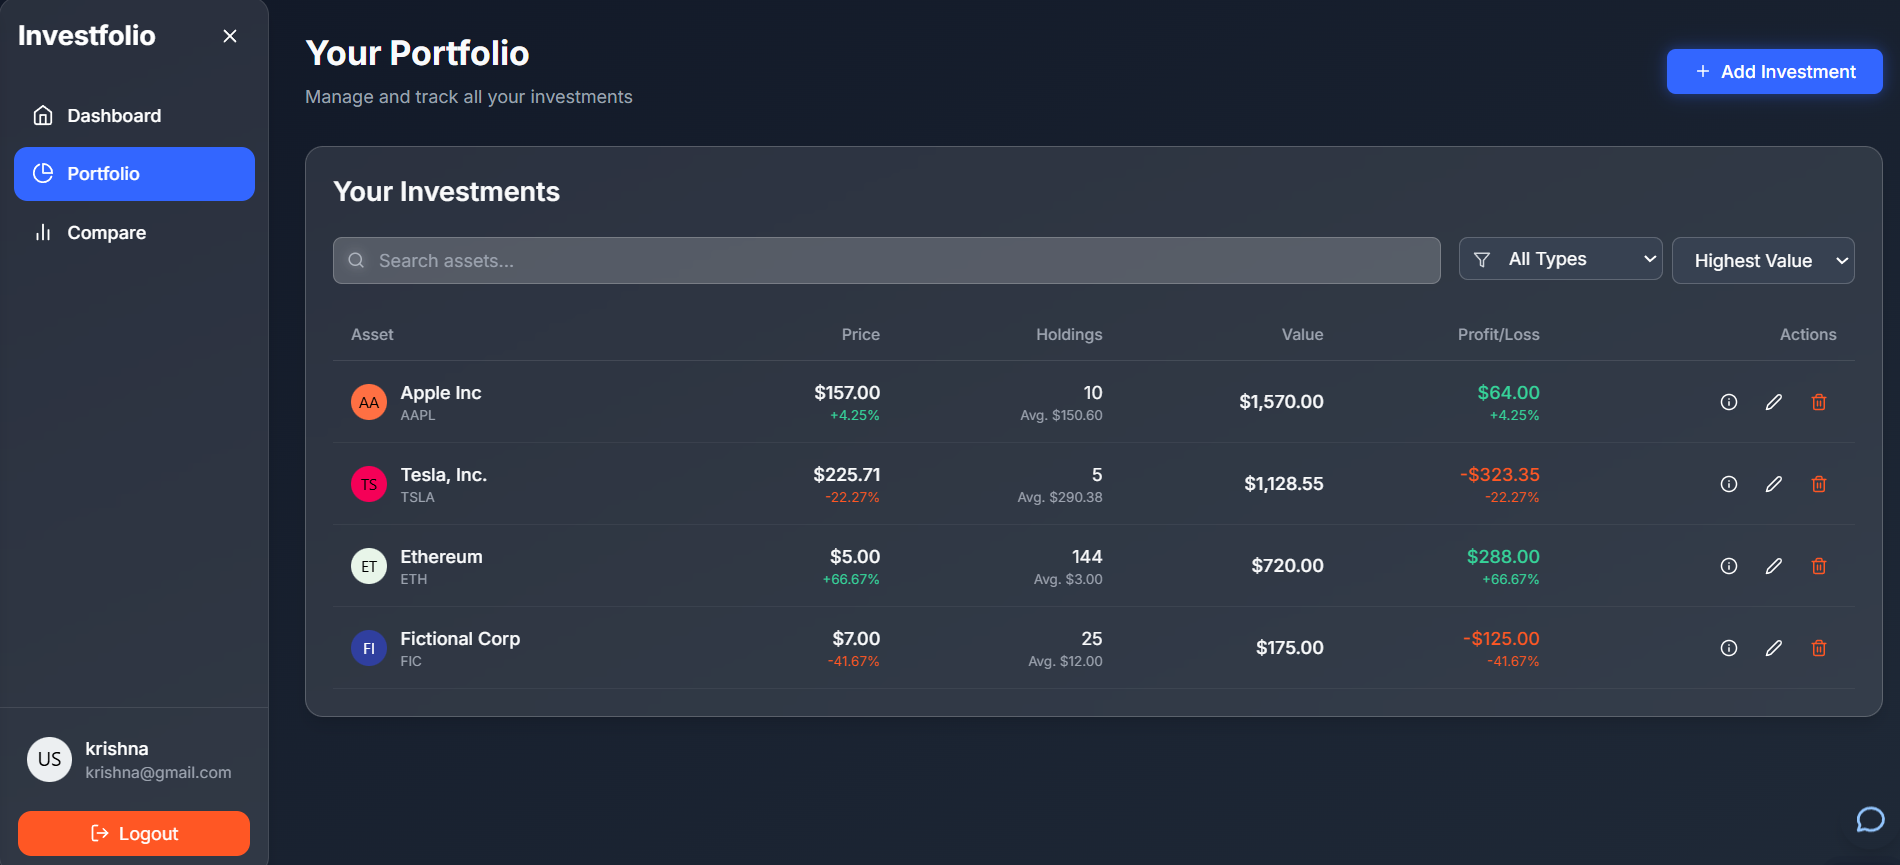 Investfolio
Dashboard
Portfolio
Compare
krishna
US
krishna@gmail.com
Logout
Your Portfolio
Manage and track all your investments
+ Add Investment
Your Investments
Search assets...
All Types
Highest Value
Asset Price Holdings Value Profit/Loss Actions
AA Apple Inc $157.00 10 $1,570.00 $64.00
AAPL +4.25% Avg. $150.60 +4.25%
TS Tesla, Inc. $225.71 5 $1,128.55 -$323.35
TSLA -22.27% Avg. $290.38 -22.27%
ET Ethereum $5.00 144 $720.00 $288.00
ETH +66.67% Avg. $3.00 +66.67%
FI Fictional Corp $7.00 25 $175.00 -$125.00
FIC -41.67% Avg. $12.00 -41.67%